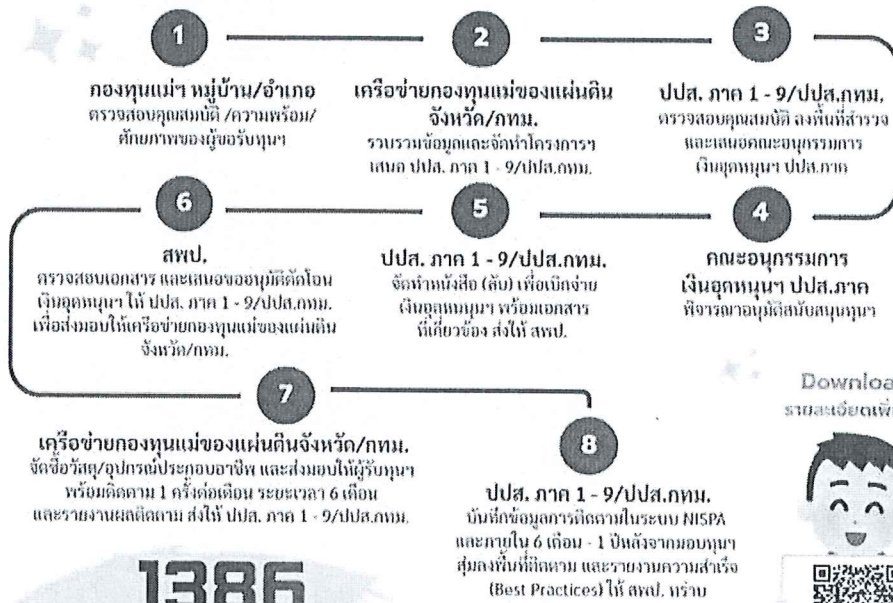 1
กองทุนแม่ฯ หมู่บ้าน/อำเภอ
ตรวจสอบคุณสมบัติ /ความพร้อม/
ศักยภาพของผู้ขอรับทุนฯ
2
เครือข่ายกองทุนแม่ของแผ่นดิน
จังหวัด/กทม.
รวบรวมข้อมูลและจัดทำโครงการฯ
เสนอ ปปส. ภาค 1 - 9/ปปส.กทม.
3
ปปส. ภาค 1 - 9/ปปส.กทม.
ตรวจสอบคุณสมบัติ ลงพื้นที่สำรวจ
และเสนอคณะอนุกรรมการ
เงินอุดหนุนฯ ปปส.ภาค
4
คณะอนุกรรมการ
เงินอุดหนุนฯ ปปส.ภาค
พิจารณาอนุมัติสนับสนุนทุนฯ
5
ปปส. ภาค 1 - 9/ปปส.กทม.
จัดทำหนังสือ (ลับ) เพื่อเบิกจ่าย
เงินอุดหนุนฯ พร้อมเอกสาร
ที่เกี่ยวข้อง ส่งให้ สพป.
6
สพป.
ตรวจสอบเอกสาร และเสนอขออนุมัติตัดโอน
เงินอุดหนุนฯ ให้ ปปส. ภาค 1 - 9/ปปส.กทม.
เพื่อส่งมอบให้เครือข่ายกองทุนแม่ของแผ่นดิน
จังหวัด/กทม.
7
เครือข่ายกองทุนแม่ของแผ่นดินจังหวัด/กทม.
จัดซื้อวัสดุ/อุปกรณ์ประกอบอาชีพ และส่งมอบให้ผู้รับทุนฯ
พร้อมติดตาม 1 ครั้งต่อเดือน ระยะเวลา 6 เดือน
และรายงานผลติดตาม ส่งให้ ปปส. ภาค 1 - 9/ปปส.กทม.
8
ปปส. ภาค 1 - 9/ปปส.กทม.
บันทึกข้อมูลการติดตามในระบบ NISPA
และภายใน 6 เดือน - 1 ปีหลังจากมอบทุนฯ
สุ่มลงพื้นที่ติดตาม และรายงานความสำเร็จ
(Best Practices) ให้ สพป. ทราบ
1386